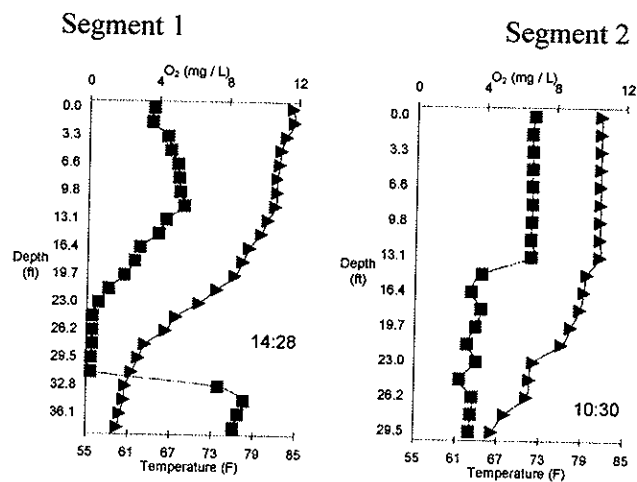 Segment 1
O₂ (mg / L)
0 4 8 12
0.0
3.3
6.6
9.8
13.1
16.4
19.7
23.0
26.2
29.5
32.8
36.1
Depth
(ft)
14:28
55 61 67 73 79 85
Temperature (F)
Segment 2
O₂ (mg / L)
0 4 8 12
0.0
3.3
6.6
9.8
13.1
16.4
19.7
23.0
26.2
29.5
Depth
(ft)
10:30
55 61 67 73 79 85
Temperature (F)